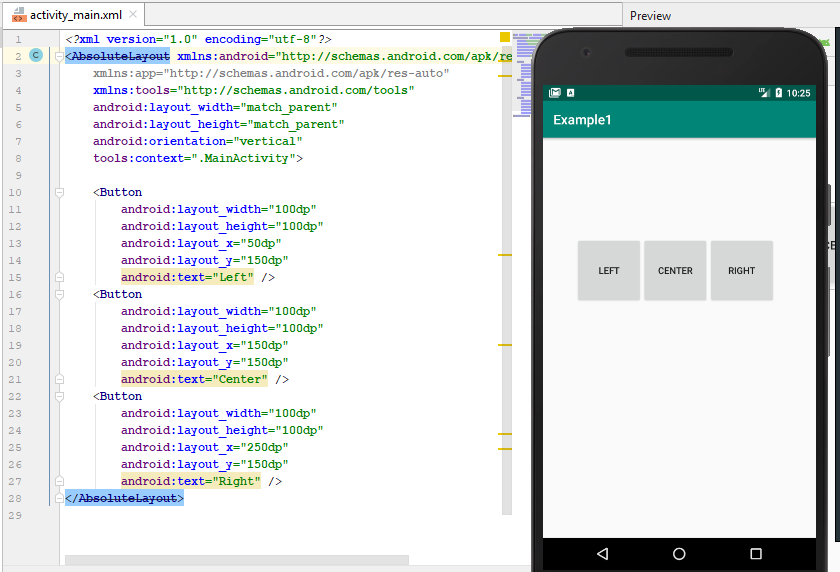 activity_main.xml
Preview
1 <?xml version="1.0" encoding="utf-8"?>
2 C <AbsoluteLayout xmlns:android="http://schemas.android.com/apk/re
3 xmlns:app="http://schemas.android.com/apk/res-auto"
4 xmlns:tools="http://schemas.android.com/tools"
5 android:layout_width="match_parent"
6 android:layout_height="match_parent"
7 android:orientation="vertical"
8 tools:context=".MainActivity">
9
10 <Button
11 android:layout_width="100dp"
12 android:layout_height="100dp"
13 android:layout_x="50dp"
14 android:layout_y="150dp"
15 android:text="Left" />
16 <Button
17 android:layout_width="100dp"
18 android:layout_height="100dp"
19 android:layout_x="150dp"
20 android:layout_y="150dp"
21 android:text="Center" />
22 <Button
23 android:layout_width="100dp"
24 android:layout_height="100dp"
25 android:layout_x="250dp"
26 android:layout_y="150dp"
27 android:text="Right" />
28 </AbsoluteLayout>
29
10:25
Example1
LEFT CENTER RIGHT